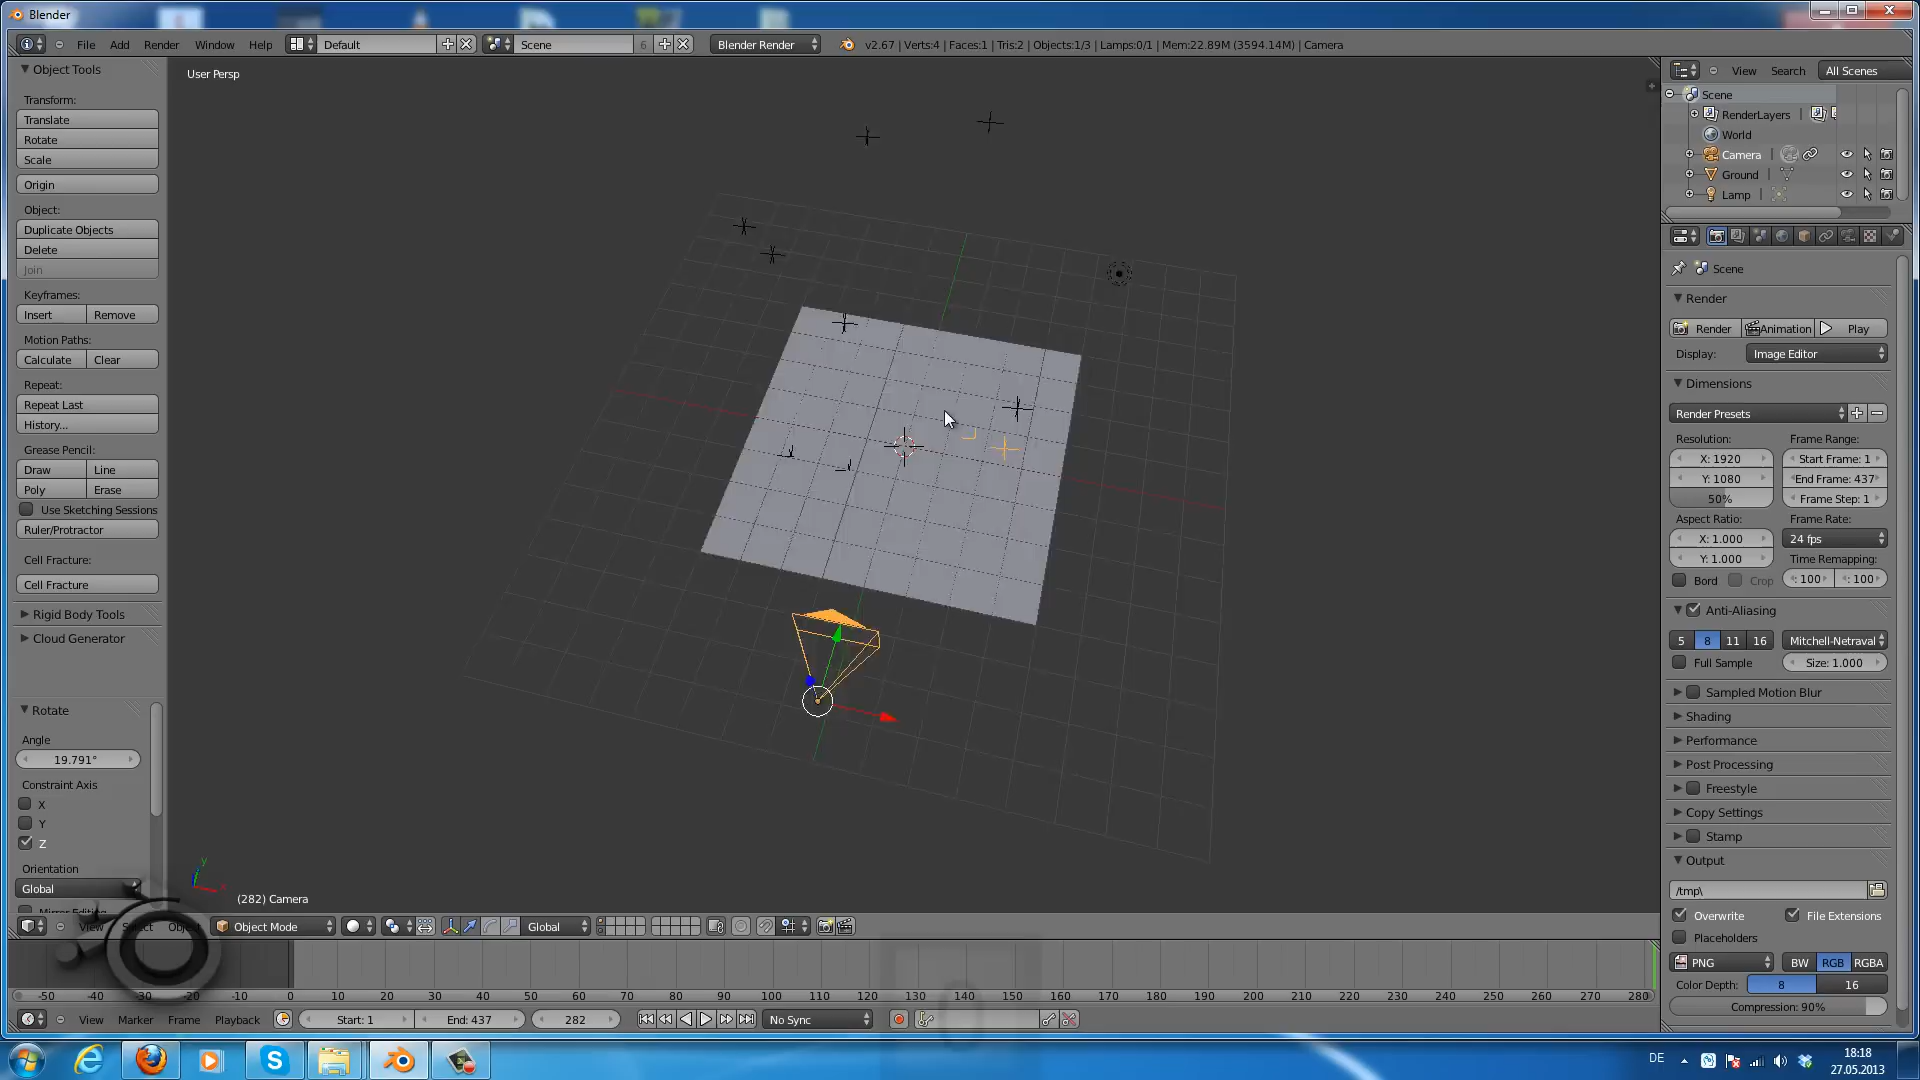 Blender
File Add Render Window Help Default Scene 6 Blender Render v2.67 | Verts:4 | Faces:1 | Tris:2 | Objects:1/3 | Lamps:0/1 | Mem:22.89M (3594.14M) | Camera
Object Tools
Transform:
Translate
Rotate
Scale
Origin
Object:
Duplicate Objects
Delete
Join
Keyframes:
Insert Remove
Motion Paths:
Calculate Clear
Repeat:
Repeat Last
History...
Grease Pencil:
Draw Line
Poly Erase
Use Sketching Sessions
Ruler/Protractor
Cell Fracture:
Cell Fracture
Rigid Body Tools
Cloud Generator
Rotate
Angle
19.791°
Constraint Axis
X
Y
Z
Orientation
Global
Mirror Editing
User Persp
y
x
(282) Camera
View Select Object Object Mode Global
View Search All Scenes
Scene
RenderLayers
World
Camera
Ground
Lamp
Scene
Render
Render Animation Play
Display: Image Editor
Dimensions
Render Presets
Resolution: Frame Range:
X: 1920 Start Frame: 1
Y: 1080 End Frame: 437
50% Frame Step: 1
Aspect Ratio: Frame Rate:
X: 1.000 24 fps
Y: 1.000 Time Remapping:
Bord Crop : 100 : 100
Anti-Aliasing
5 8 11 16 Mitchell-Netraval
Full Sample Size: 1.000
Sampled Motion Blur
Shading
Performance
Post Processing
Freestyle
Copy Settings
Stamp
Output
/tmp\
Overwrite File Extensions
Placeholders
PNG BW RGB RGBA
Color Depth: 8 16
Compression: 90%
-50 -40 -30 -20 -10 0 10 20 30 40 50 60 70 80 90 100 110 120 130 140 150 160 170 180 190 200 210 220 230 240 250 260 270 280
View Marker Frame Playback Start: 1 End: 437 282 No Sync
DE 18:18
27.05.2013